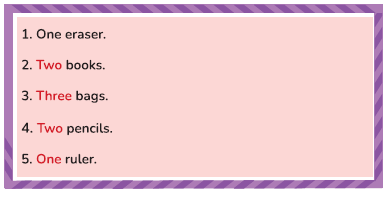 1. One eraser.
2. Two books.
3. Three bags.
4. Two pencils.
5. One ruler.